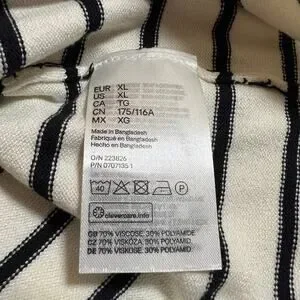 EUR XL
US XL
CA TG
CN 175/116A
MX XG
Made in Bangladesh
Fabriqué en Bangladesh
Hecho en Bangladesh
O/N 223826
P/N 0707135 1
40
P
clevercare.info
GB 70% VISCOSE, 30% POLYAMIDE
CZ 70% VISKÓZA, 30% POLYAMID
DE 70% VISKOSE, 30% POLYAMID